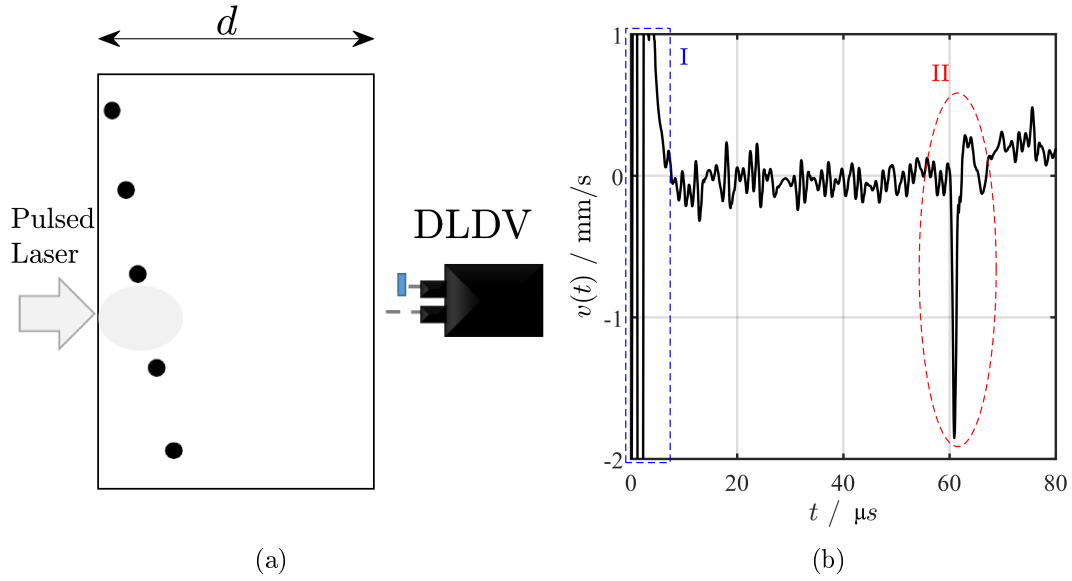 d
Pulsed
Laser
DLDV
(a)
1
0
-1
-2
v(t) / mm/s
I
II
0
20
40
60
80
t / μs
(b)